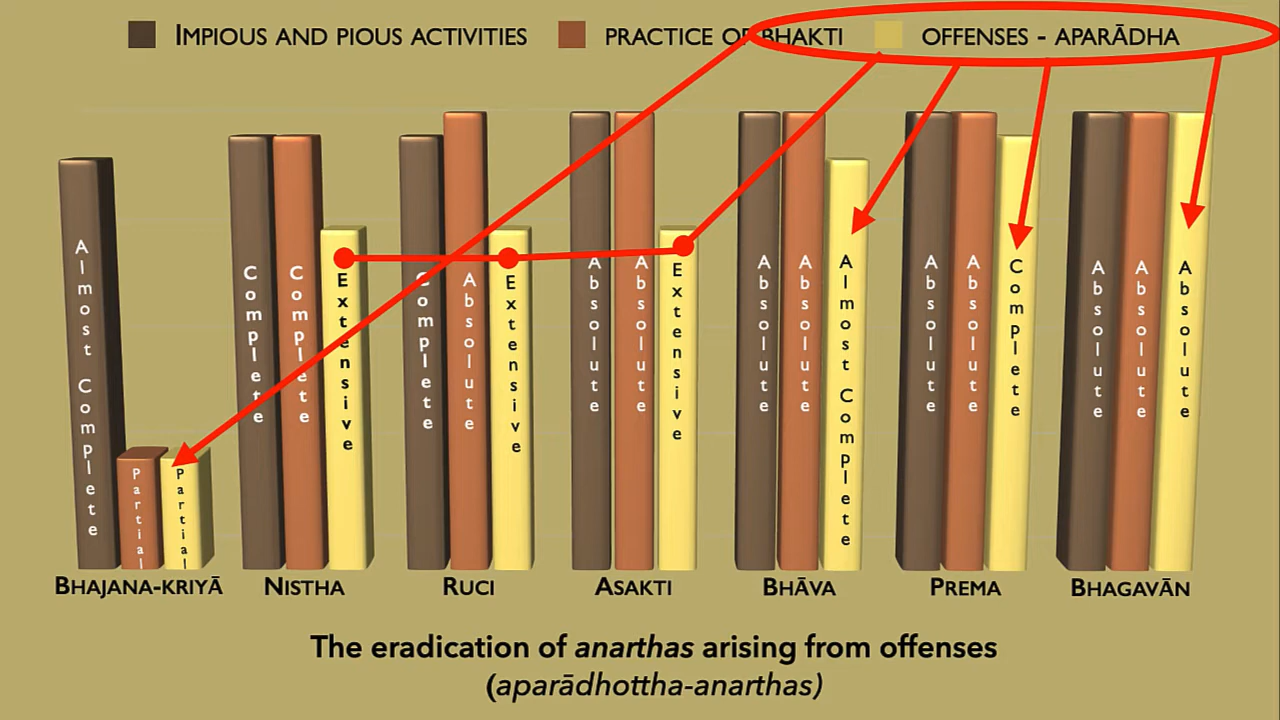 IMPIOUS AND PIOUS ACTIVITIES
PRACTICE OF BHAKTI
OFFENSES - APARĀDHA
Almost Complete
Partial
Partial
Complete
Complete
Extensive
Complete
Absolute
Extensive
Absolute
Absolute
Extensive
Absolute
Absolute
Almost Complete
Absolute
Absolute
Complete
Absolute
Absolute
Absolute
BHAJANA-KRIYĀ
NISTHA
RUCI
ASAKTI
BHĀVA
PREMA
BHAGAVĀN
The eradication of anarthas arising from offenses
(aparādhottha-anarthas)